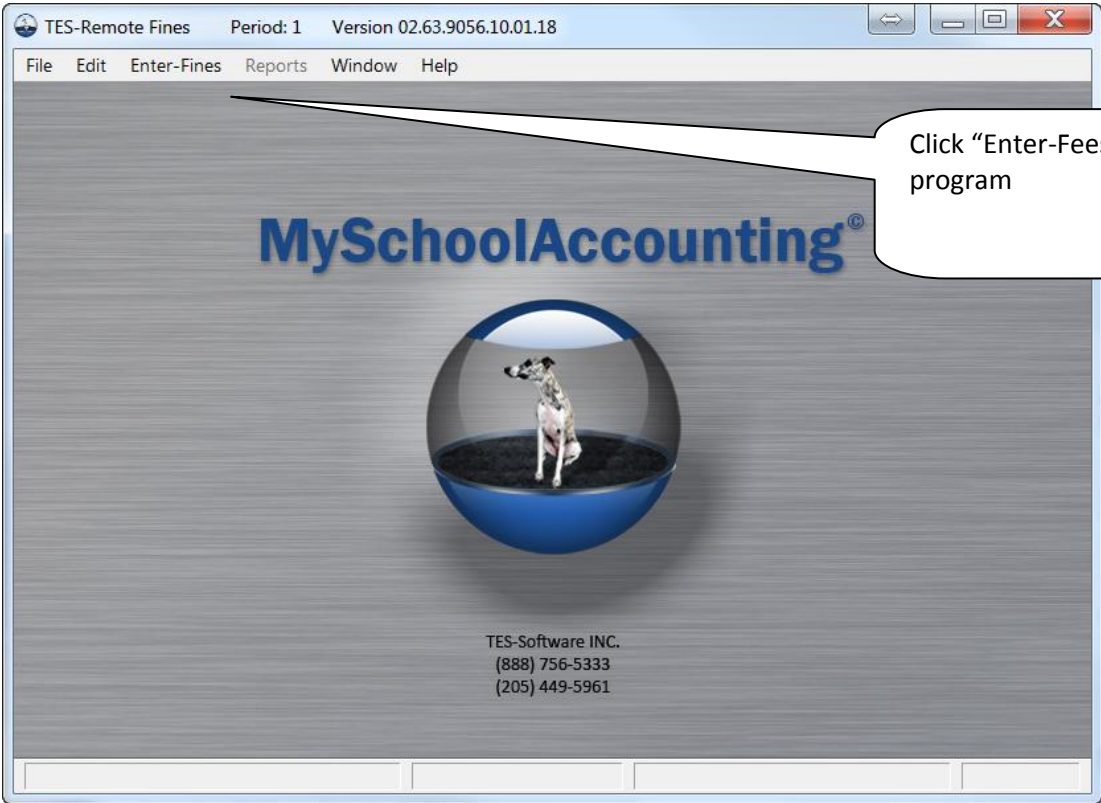 TES-Remote Fines Period: 1 Version 02.63.9056.10.01.18
File Edit Enter-Fines Reports Window Help
Click “Enter-Fees
program
MySchoolAccounting©
TES-Software INC.
(888) 756-5333
(205) 449-5961